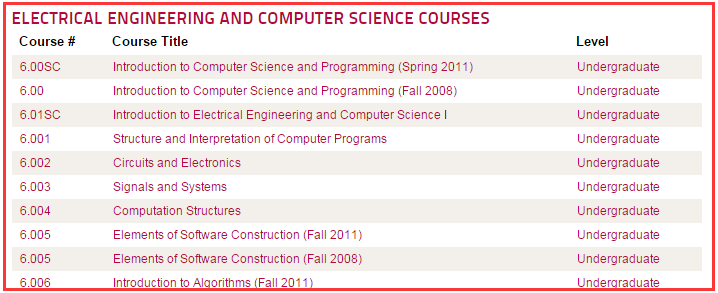 ELECTRICAL ENGINEERING AND COMPUTER SCIENCE COURSES
Course # Course Title Level
6.00SC Introduction to Computer Science and Programming (Spring 2011) Undergraduate
6.00 Introduction to Computer Science and Programming (Fall 2008) Undergraduate
6.01SC Introduction to Electrical Engineering and Computer Science I Undergraduate
6.001 Structure and Interpretation of Computer Programs Undergraduate
6.002 Circuits and Electronics Undergraduate
6.003 Signals and Systems Undergraduate
6.004 Computation Structures Undergraduate
6.005 Elements of Software Construction (Fall 2011) Undergraduate
6.005 Elements of Software Construction (Fall 2008) Undergraduate
6.006 Introduction to Algorithms (Fall 2011) Undergraduate